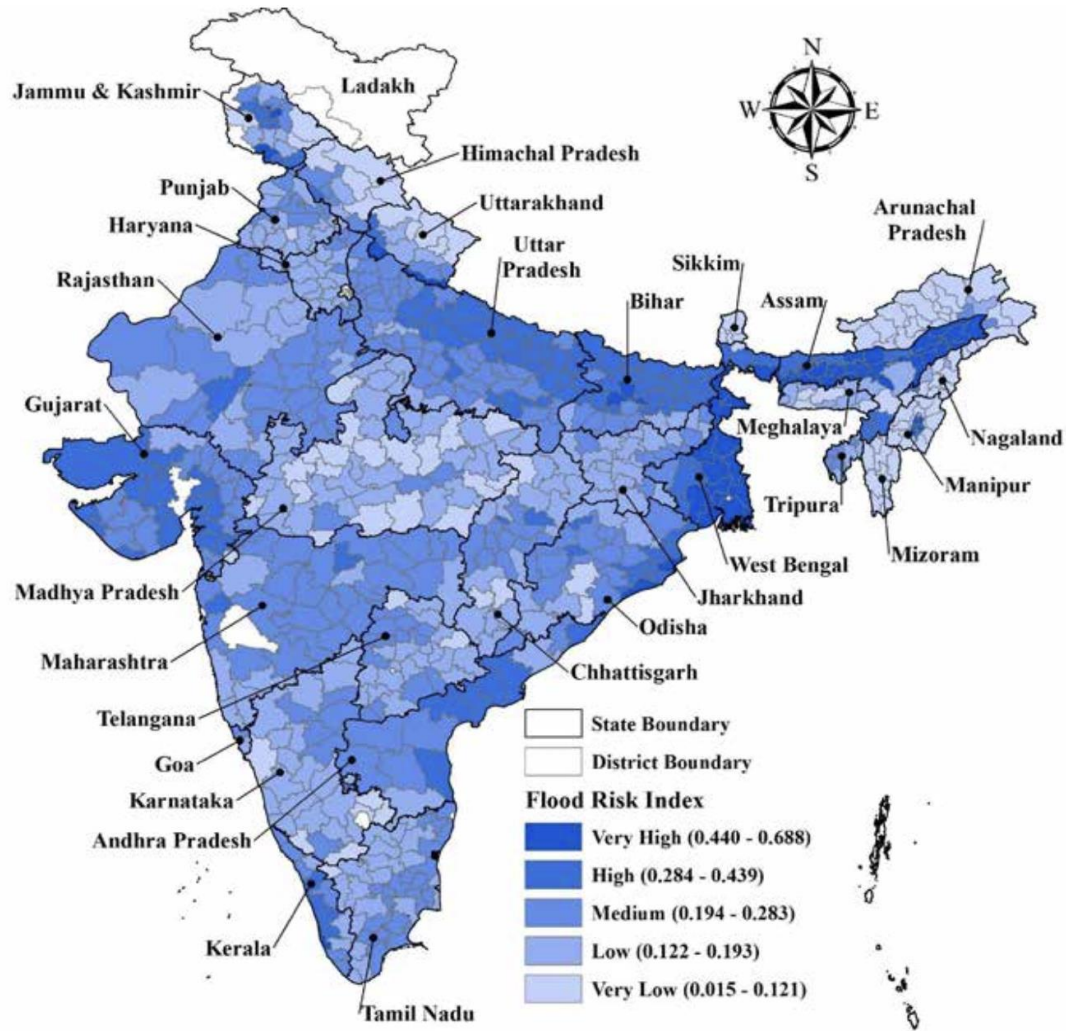 N
W
E
S
Ladakh
Jammu & Kashmir
Himachal Pradesh
Punjab
Uttarakhand
Haryana
Uttar
Pradesh
Arunachal
Pradesh
Sikkim
Rajasthan
Bihar
Assam
Gujarat
Meghalaya
Nagaland
Manipur
Tripura
Mizoram
West Bengal
Madhya Pradesh
Jharkhand
Odisha
Maharashtra
Chhattisgarh
Telangana
Goa
Karnataka
Andhra Pradesh
Kerala
Tamil Nadu
State Boundary
District Boundary
Flood Risk Index
Very High (0.440 - 0.688)
High (0.284 - 0.439)
Medium (0.194 - 0.283)
Low (0.122 - 0.193)
Very Low (0.015 - 0.121)